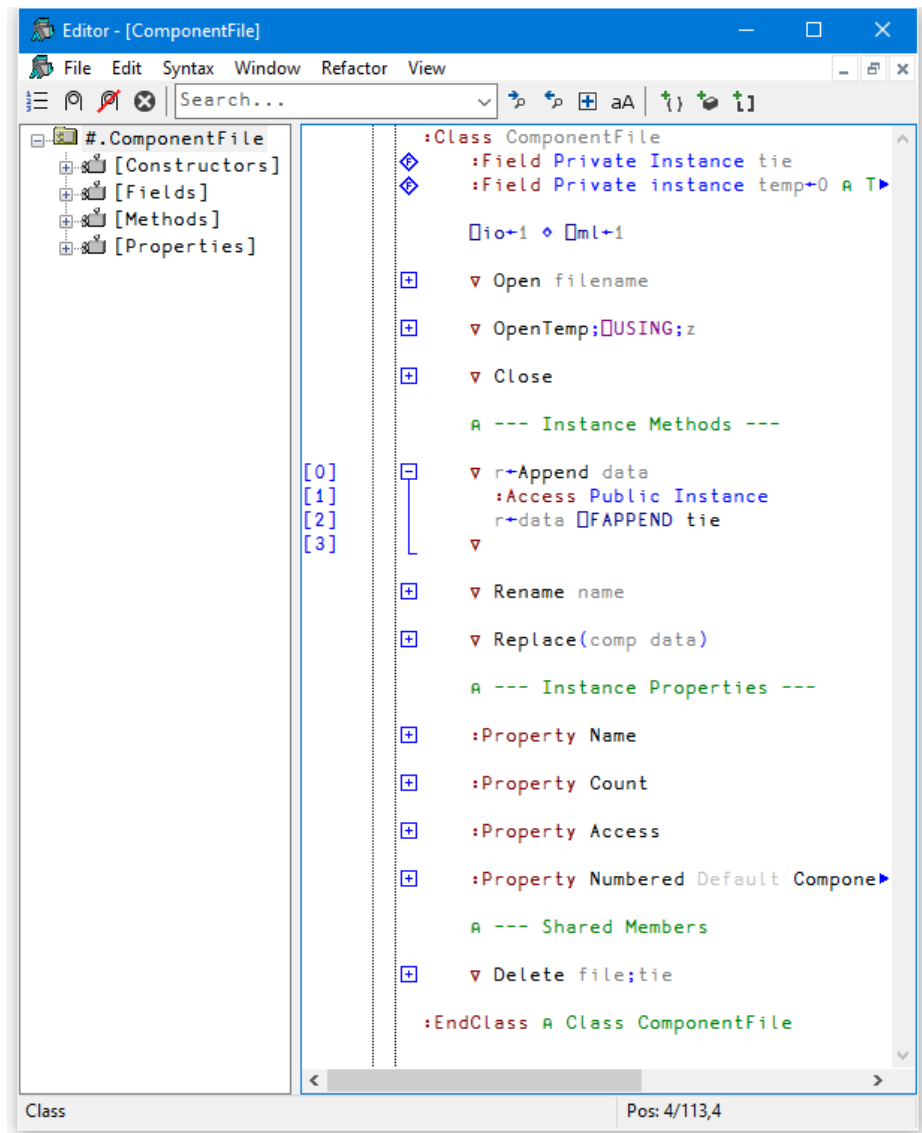 Editor - [ComponentFile]
File Edit Syntax Window Refactor View
Search... aA
#.ComponentFile
[Constructors]
[Fields]
[Methods]
[Properties]
:Class ComponentFile
:Field Private Instance tie
:Field Private instance temp←0 ⍝ T
⎕io←1 ⋄ ⎕ml←1
∇ Open filename
∇ OpenTemp;⎕USING;z
∇ Close
⍝ --- Instance Methods ---
[0] ∇ r←Append data
[1] :Access Public Instance
[2] r←data ⎕FAPPEND tie
[3] ∇
∇ Rename name
∇ Replace(comp data)
⍝ --- Instance Properties ---
:Property Name
:Property Count
:Property Access
:Property Numbered Default Compone
⍝ --- Shared Members
∇ Delete file;tie
:EndClass ⍝ Class ComponentFile
Class Pos: 4/113,4